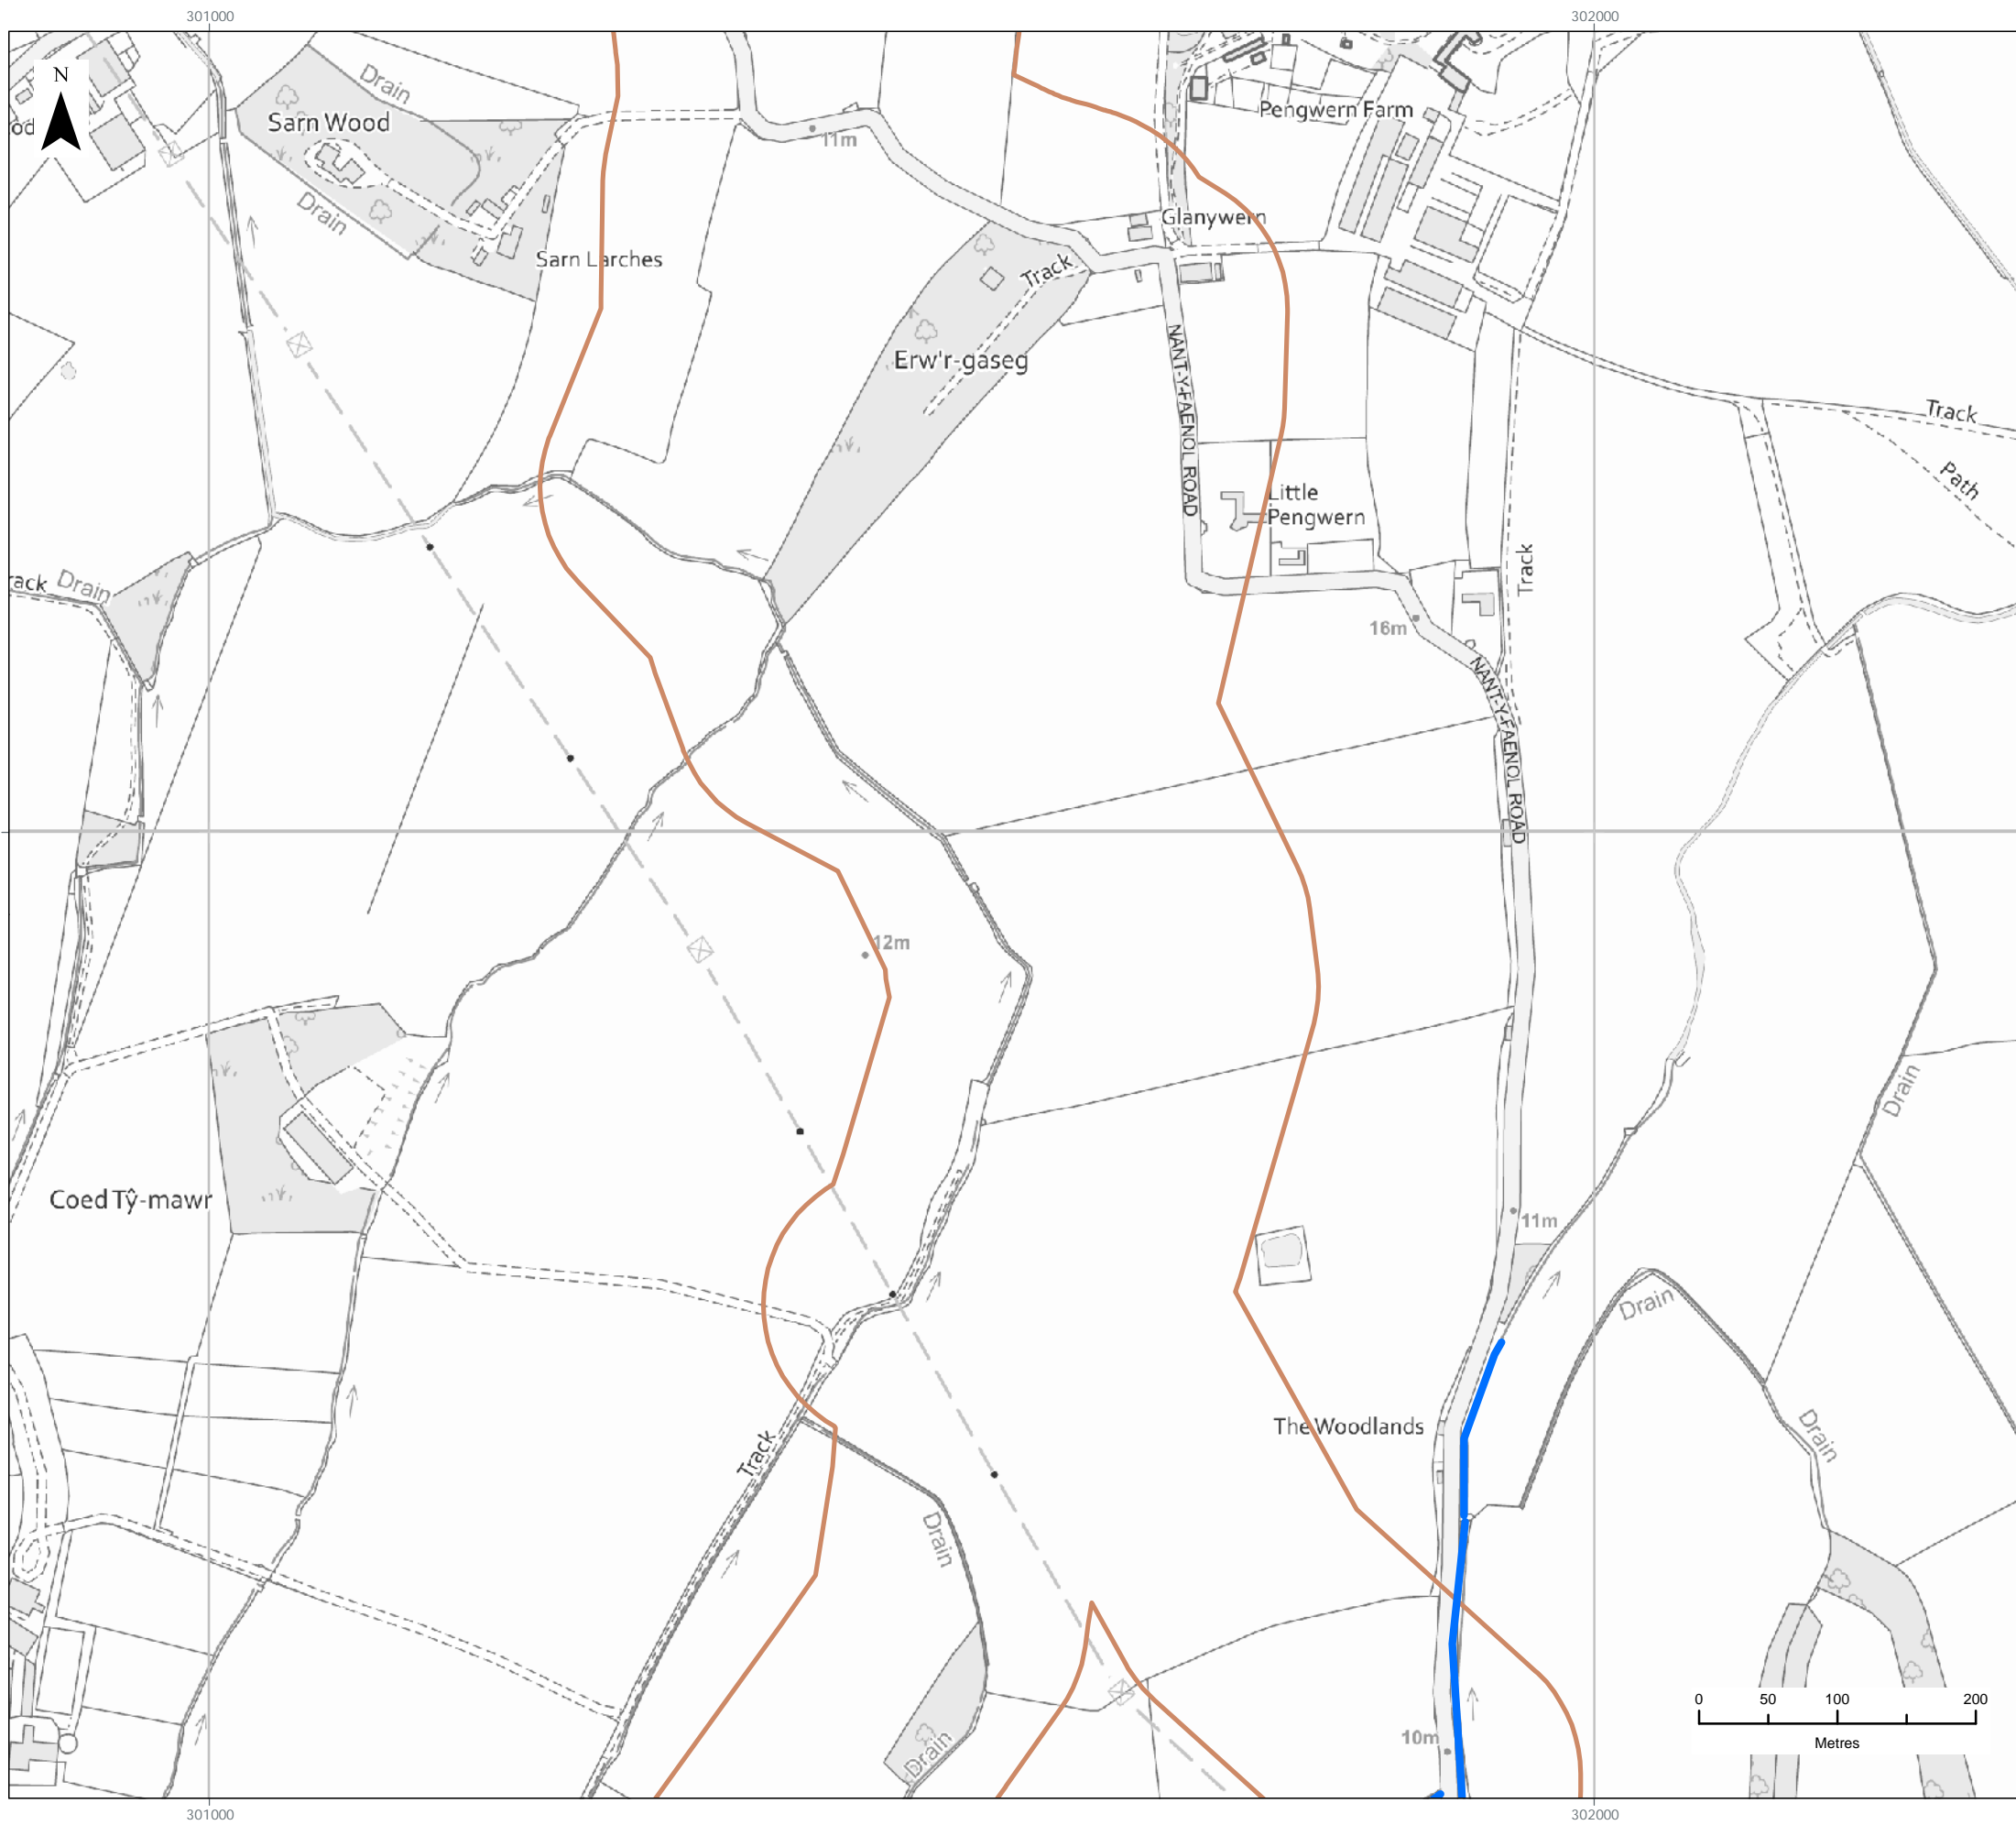 301000
302000
N
od
Drain
Sarn Wood
Drain
11m
Pengwern Farm
Glanywern
Sarn Larches
Track
Erw'r-gaseg
NANT-Y-FAENOL ROAD
Track
Path
Little
Pengwern
Track
rack
Drain
16m
NANT-Y-FAENOL ROAD
12m
Drain
Coed Tŷ-mawr
11m
Drain
The Woodlands
Drain
Track
Drain
10m
Drain
0
50
100
200
Metres
301000
302000